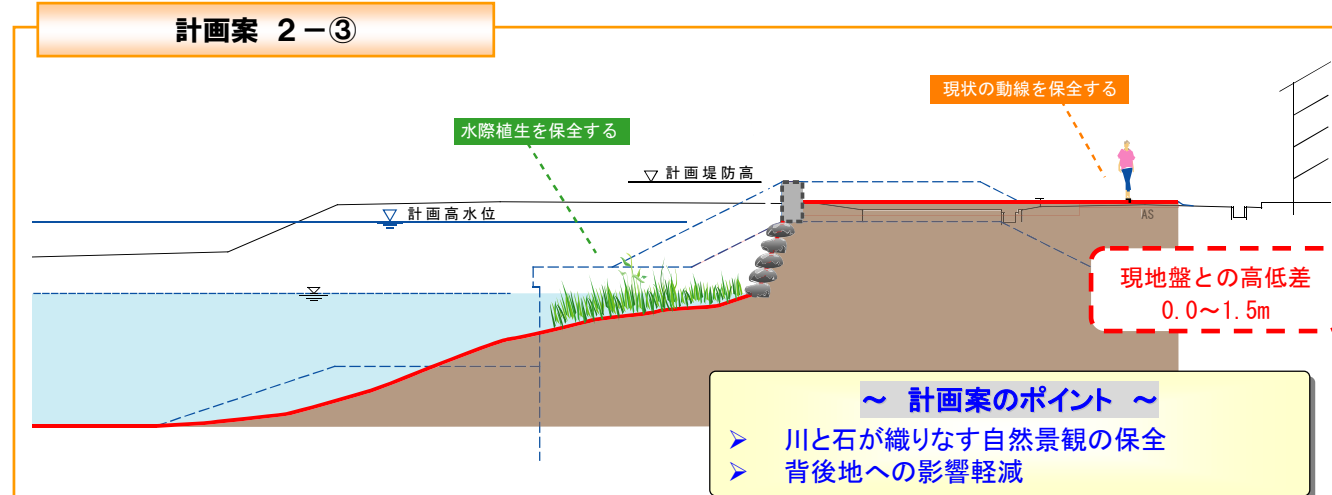 計画案 2-③
現状の動線を保全する
水際植生を保全する
計画堤防高
計画高水位
AS
現地盤との高低差
0.0~1.5m
~ 計画案のポイント ~
➢ 川と石が織りなす自然景観の保全
➢ 背後地への影響軽減